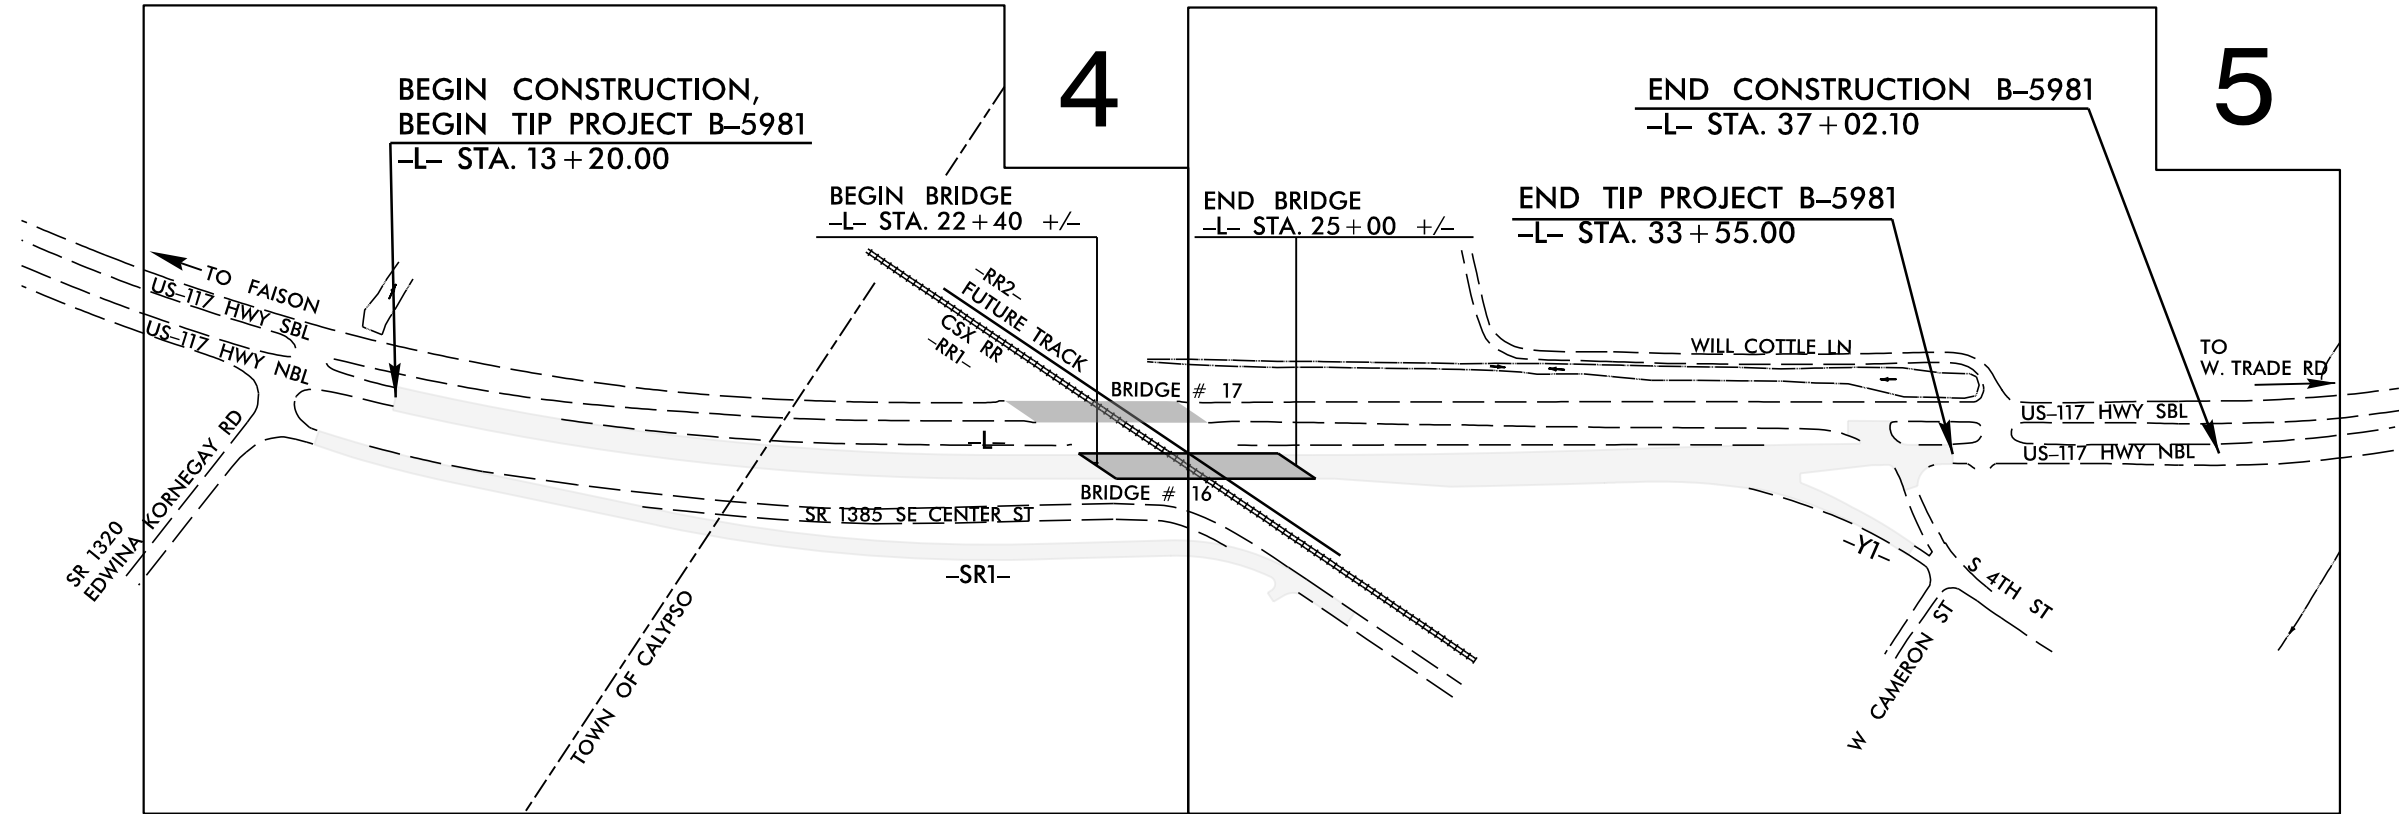 4
5
BEGIN CONSTRUCTION,
BEGIN TIP PROJECT B–5981
–L– STA. 13+20.00
END CONSTRUCTION B–5981
–L– STA. 37+02.10
BEGIN BRIDGE
–L– STA. 22+40 +/–
END BRIDGE
–L– STA. 25+00 +/–
END TIP PROJECT B–5981
–L– STA. 33+55.00
TO FAISON
US–117 HWY SBL
US–117 HWY NBL
–RR2–
FUTURE TRACK
CSX RR
–RR1–
BRIDGE # 17
WILL COTTLE LN
TO
W. TRADE RD
US–117 HWY SBL
US–117 HWY NBL
–L–
BRIDGE # 16
SR 1385 SE CENTER ST
–SR1–
SR 1320
EDWINA KORNEGAY RD
TOWN OF CALYPSO
–Y1–
S 4TH ST
W CAMERON ST